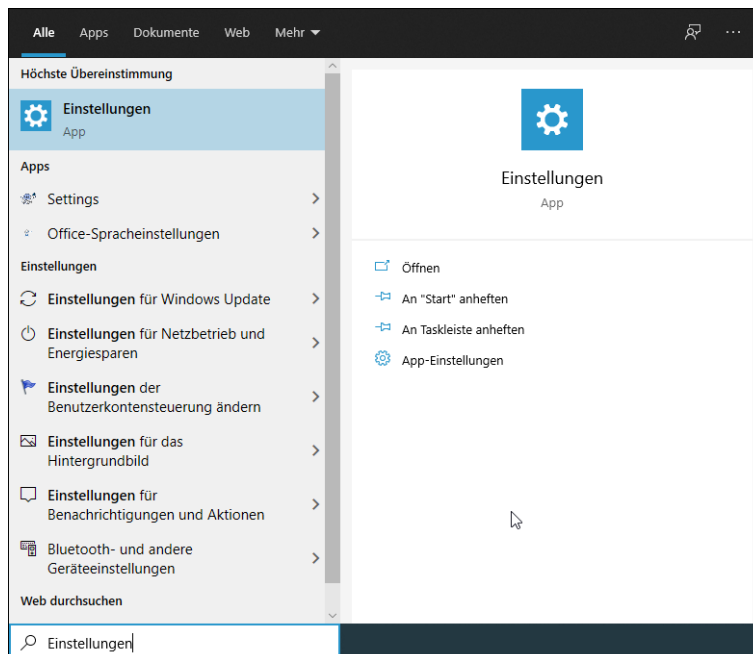 Alle Apps Dokumente Web Mehr
Höchste Übereinstimmung
Einstellungen
App
Apps
Settings
Office-Spracheinstellungen
Einstellungen
Einstellungen für Windows Update
Einstellungen für Netzbetrieb und
Energiesparen
Einstellungen der
Benutzerkontensteuerung ändern
Einstellungen für das
Hintergrundbild
Einstellungen für
Benachrichtigungen und Aktionen
Bluetooth- und andere
Geräteeinstellungen
Web durchsuchen
Einstellungen
Einstellungen
App
Öffnen
An "Start" anheften
An Taskleiste anheften
App-Einstellungen